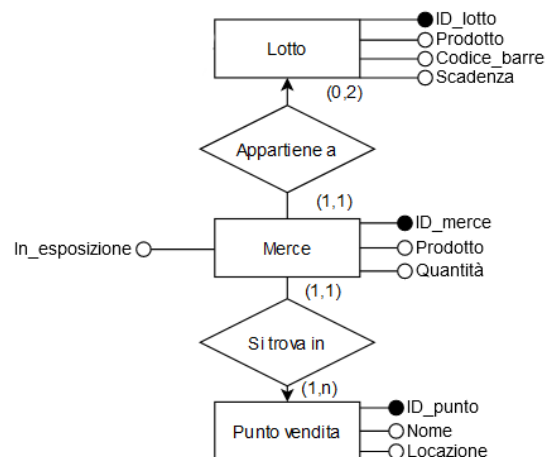 ID_lotto
Prodotto
Lotto
Codice_barre
Scadenza
(0,2)
Appartiene a
(1,1)
ID_merce
In_esposizione
Merce
Prodotto
Quantità
(1,1)
Si trova in
(1,n)
ID_punto
Punto vendita
Nome
Locazione